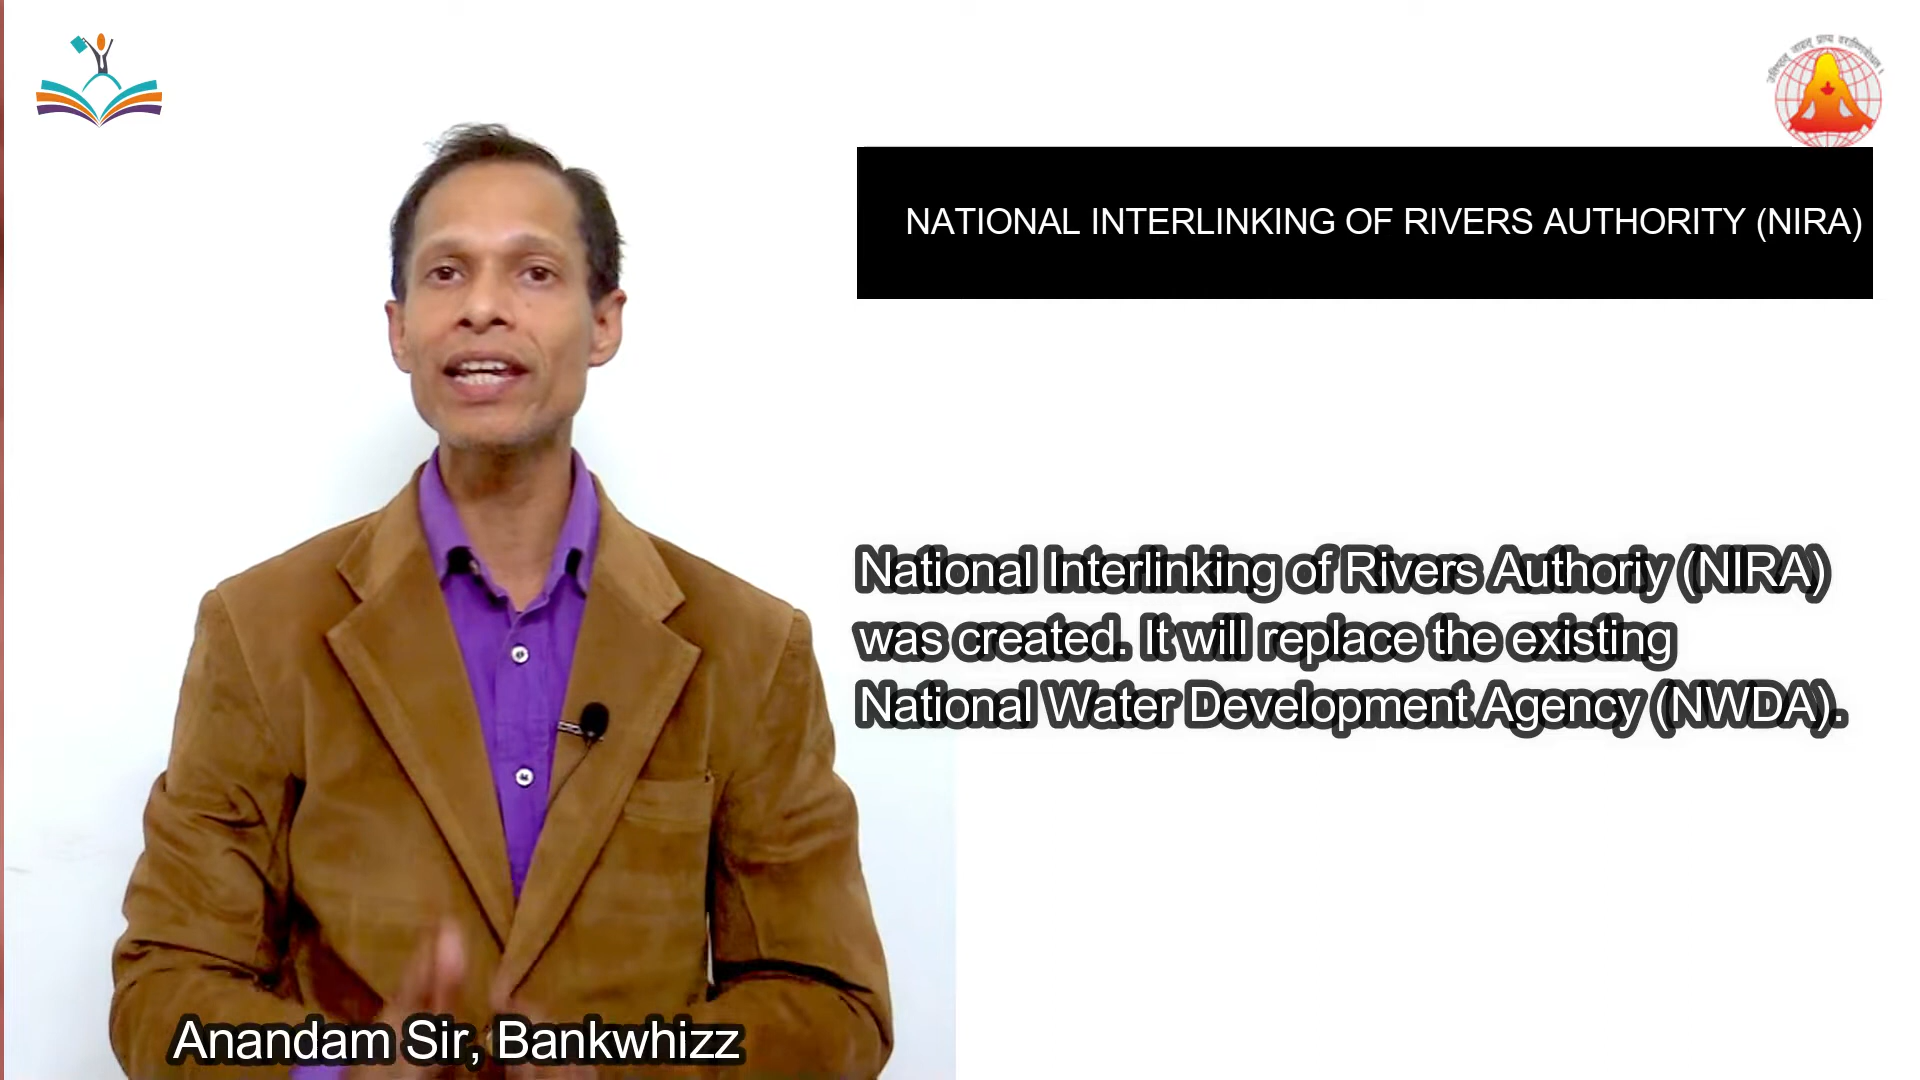 NATIONAL INTERLINKING OF RIVERS AUTHORITY (NIRA)
National Interlinking of Rivers Authoriy (NIRA)
was created. It will replace the existing
National Water Development Agency (NWDA).
Anandam Sir, Bankwhizz